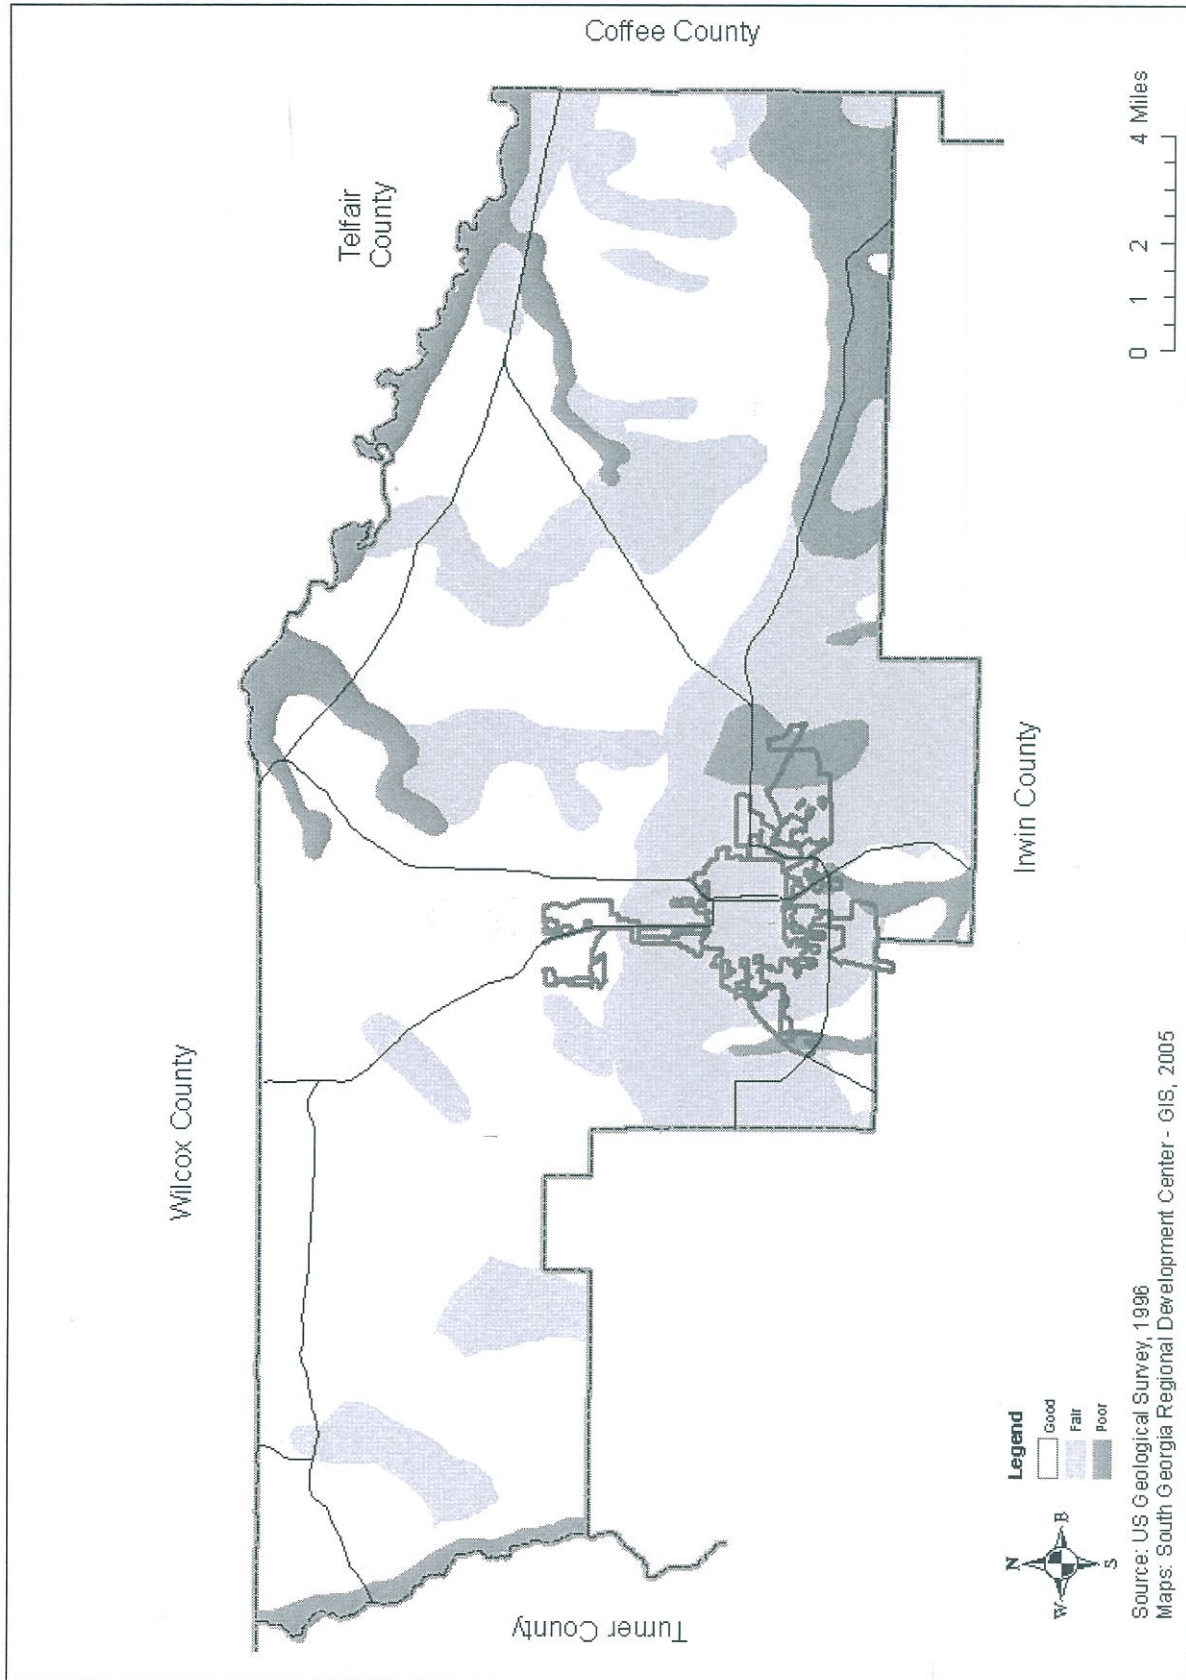 Wilcox County
Telfair
County
Coffee County
Turner County
Irwin County
N
W
E
S
Legend
Good
Fair
Poor
0 1 2 4 Miles
Source: US Geological Survey, 1996
Maps: South Georgia Regional Development Center - GIS, 2005